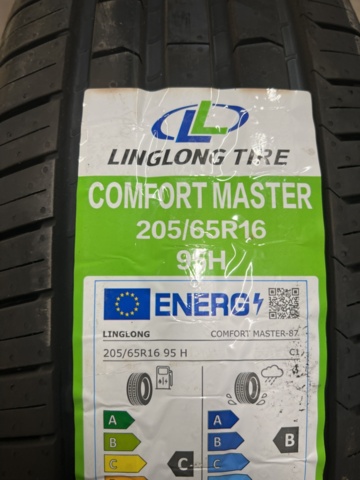 LINGLONG TIRE
COMFORT MASTER
205/65R16
95H
ENERG
LINGLONG COMFORT MASTER-87
205/65R16 95 H C1
A A
B B B
C C C